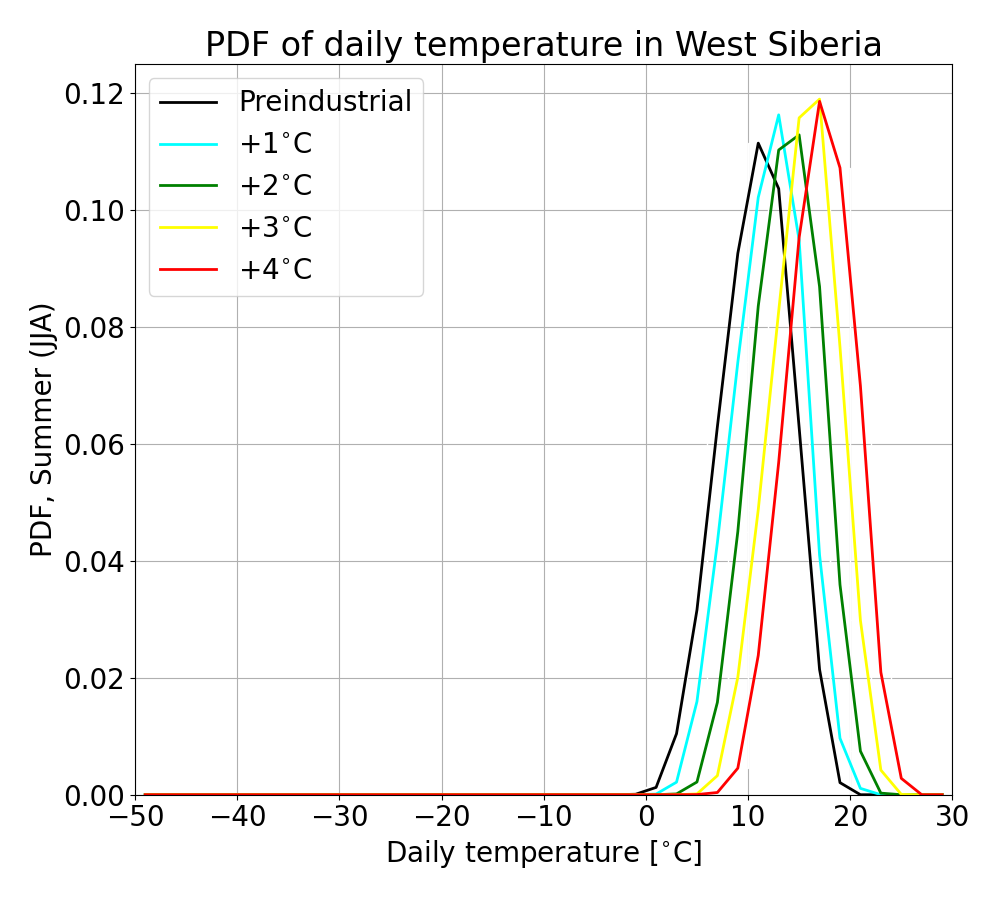 PDF of daily temperature in West Siberia
0.12
0.10
0.08
0.06
0.04
0.02
0.00
PDF, Summer (JJA)
Preindustrial
+1°C
+2°C
+3°C
+4°C
−50 −40 −30 −20 −10 0 10 20 30
Daily temperature [°C]